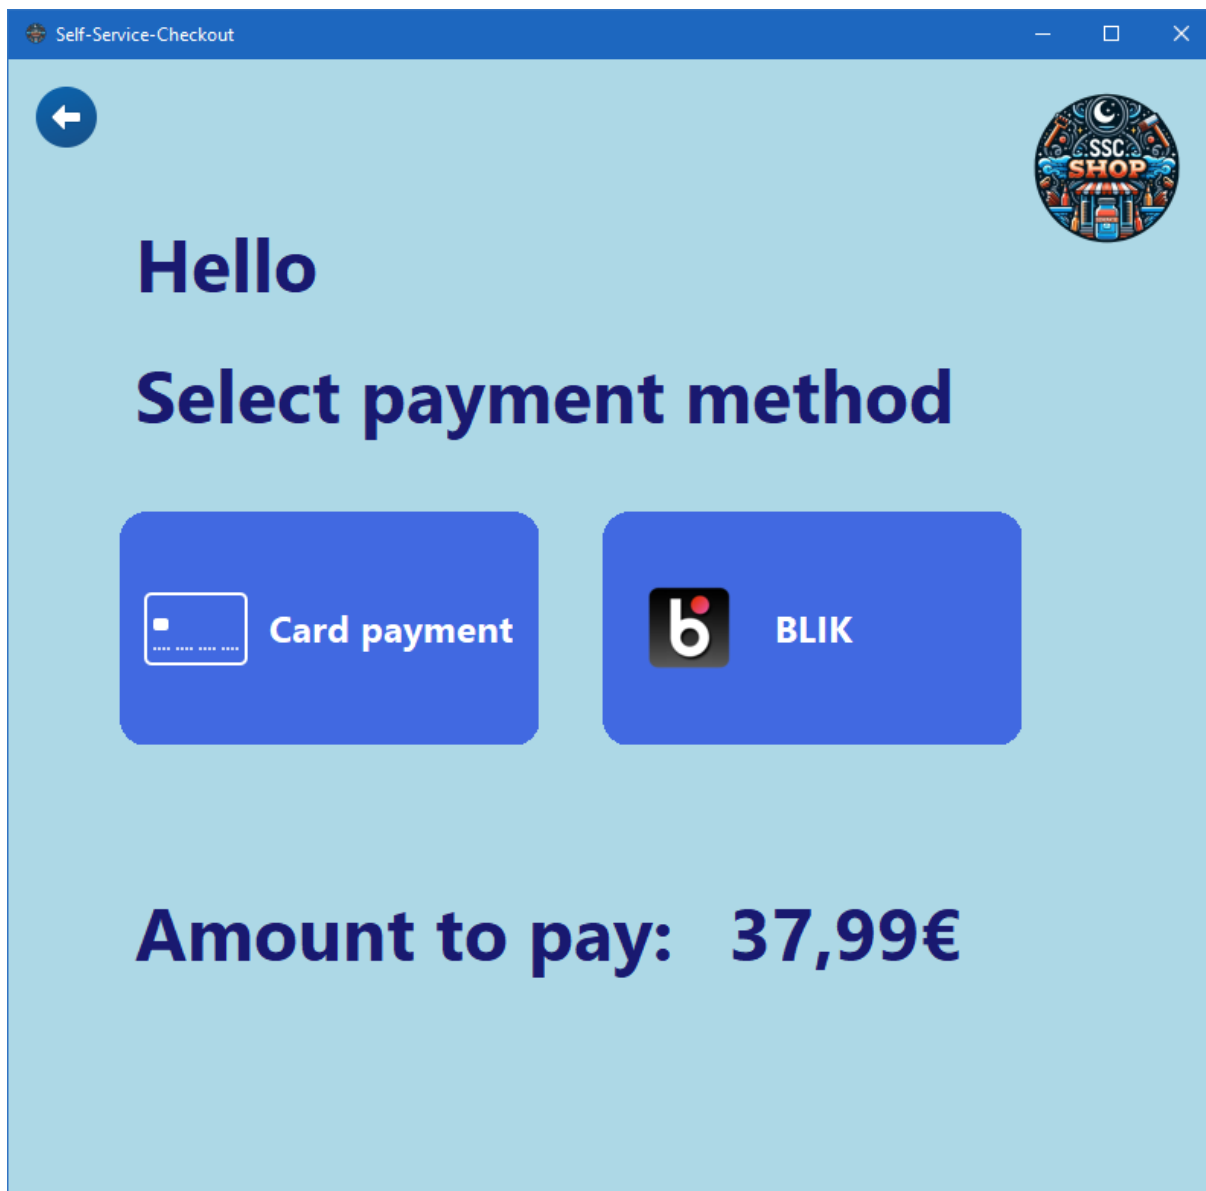 Self-Service-Checkout
SSC
SHOP
Hello
Select payment method
Card payment
BLIK
Amount to pay: 37,99€